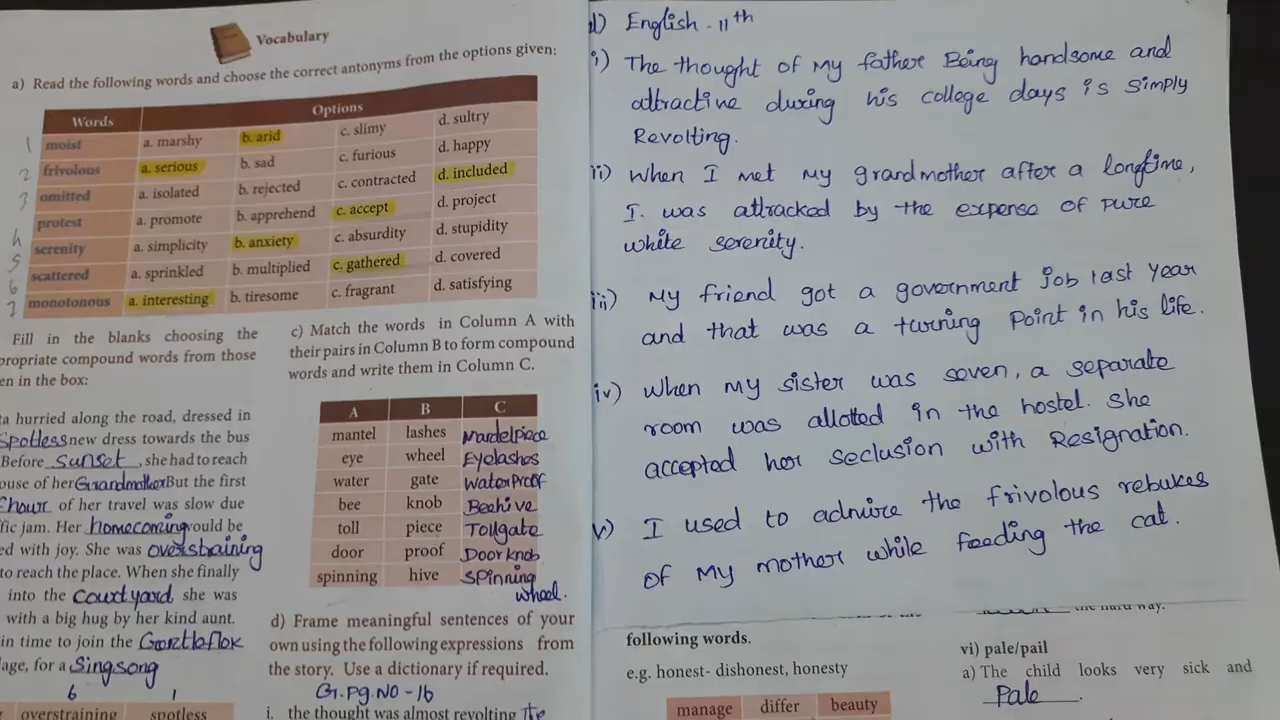 Vocabulary
a) Read the following words and choose the correct antonyms from the options given:
Words Options
1 moist a. marshy b. arid c. slimy d. sultry
2 frivolous a. serious b. sad c. furious d. happy
3 omitted a. isolated b. rejected c. contracted d. included
protest a. promote b. apprehend c. accept d. project
4 serenity a. simplicity b. anxiety c. absurdity d. stupidity
5 scattered a. sprinkled b. multiplied c. gathered d. covered
6
7 monotonous a. interesting b. tiresome c. fragrant d. satisfying
Fill in the blanks choosing the
propriate compound words from those
en in the box:
ta hurried along the road, dressed in
Spotless new dress towards the bus
Before sunset, she had to reach
ouse of her Grandmother But the first
hour of her travel was slow due
fic jam. Her homecoming ould be
ed with joy. She was overstraining
to reach the place. When she finally
into the courtyard she was
with a big hug by her kind aunt.
in time to join the
lage, for a Singsong
6 1
overstraining spotless
c) Match the words in Column A with
their pairs in Column B to form compound
words and write them in Column C.
A B C
mantel lashes Mantelpiece
eye wheel Eyelashes
water gate Waterproof
bee knob Beehive
toll piece Tollgate
door proof Doorknob
spinning hive Spinning
wheel.
d) Frame meaningful sentences of your
own using the following expressions from
the story. Use a dictionary if required.
Gr.Pg.NO-16
i. the thought was almost revolting
d) English - 11th
i) The thought of My father Being handsome and
attractive during his college days is simply
Revolting.
ii) When I met My grandmother after a longtime,
I. was attracked by the expense of pure
white serenity.
iii) My friend got a government job last year
and that was a turning Point in his life.
iv) When my sister was seven, a separate
room was allotted in the hostel. She
accepted her seclusion with Resignation.
v) I used to admire the frivolous rebukes
of My mother while feeding the cat.
the hard way.
following words.
e.g. honest- dishonest, honesty
manage differ beauty
vi) pale/pail
a) The child looks very sick and
Pale.